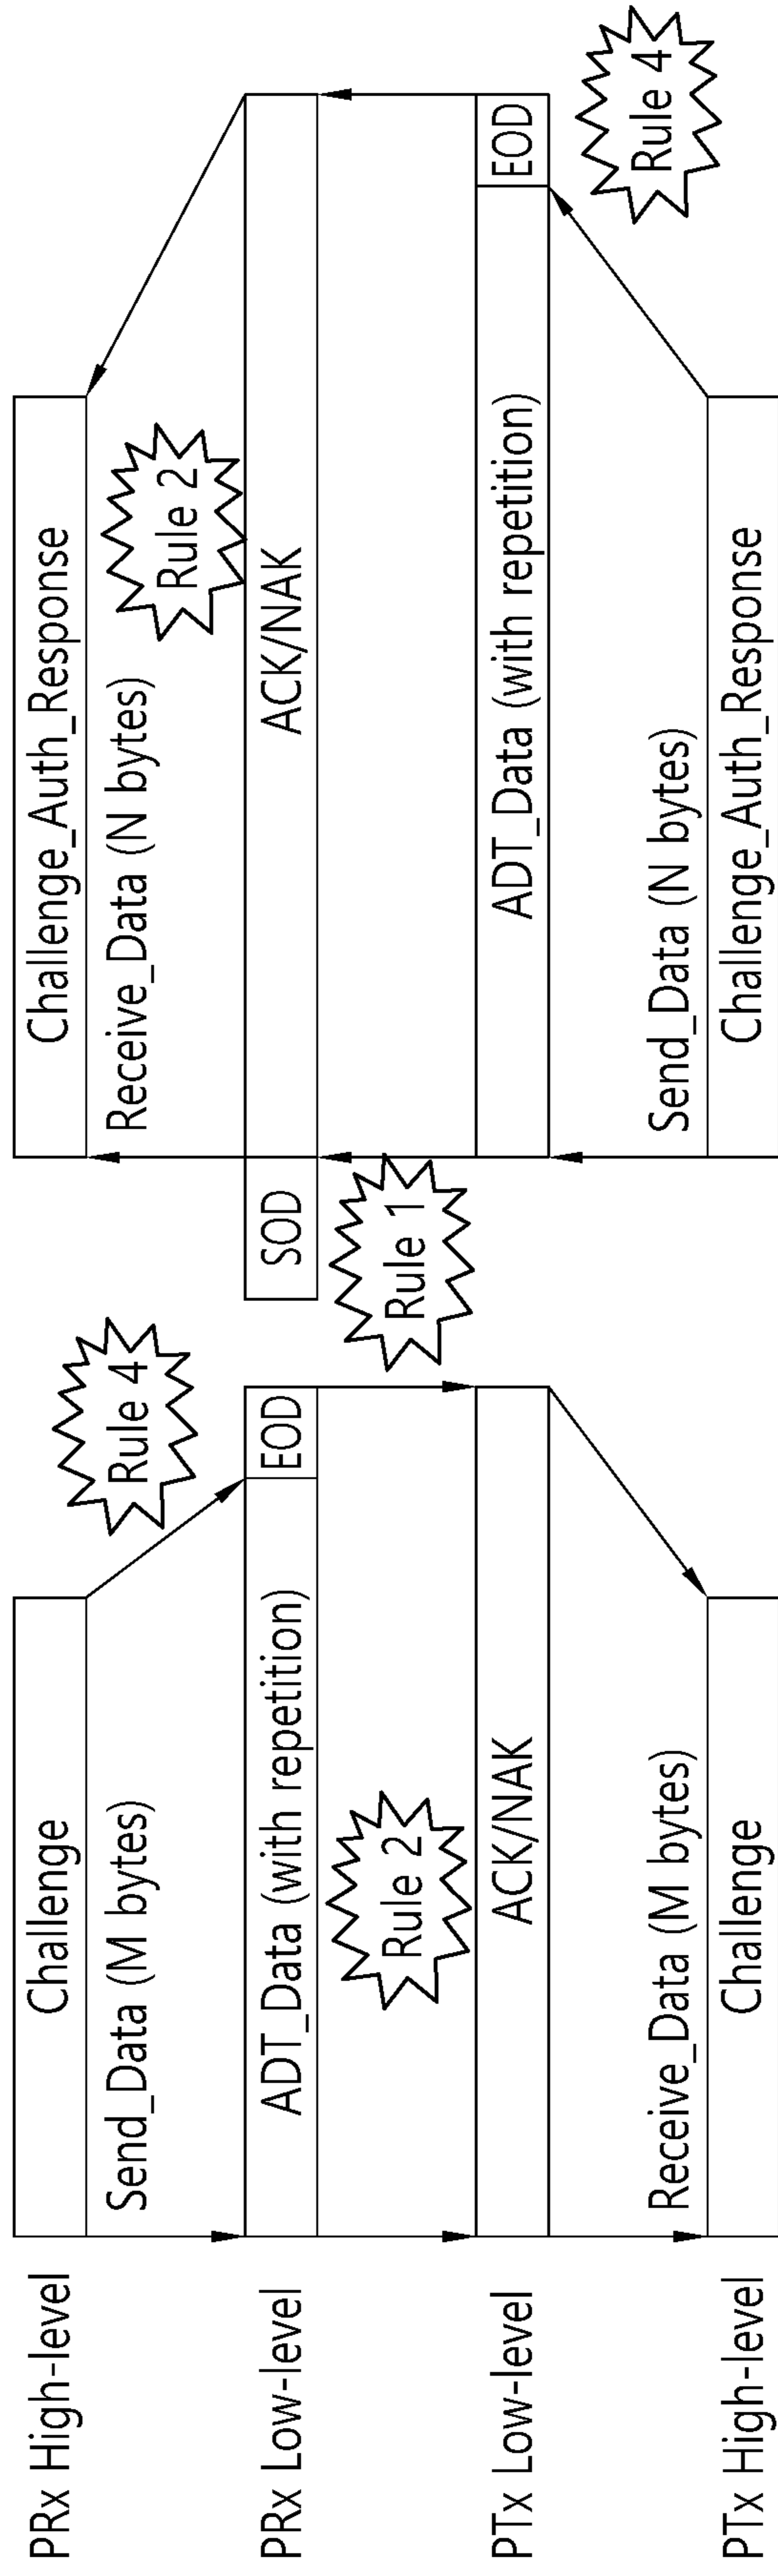 PRx High-level
Challenge
Challenge_Auth_Response
Send_Data (M bytes)
Rule 4
Receive_Data (N bytes)
Rule 2
PRx Low-level
ADT_Data (with repetition)
EOD
SOD
ACK/NAK
Rule 2
Rule 1
PTx Low-level
ACK/NAK
ADT_Data (with repetition)
EOD
Receive_Data (M bytes)
Send_Data (N bytes)
Rule 4
PTx High-level
Challenge
Challenge_Auth_Response